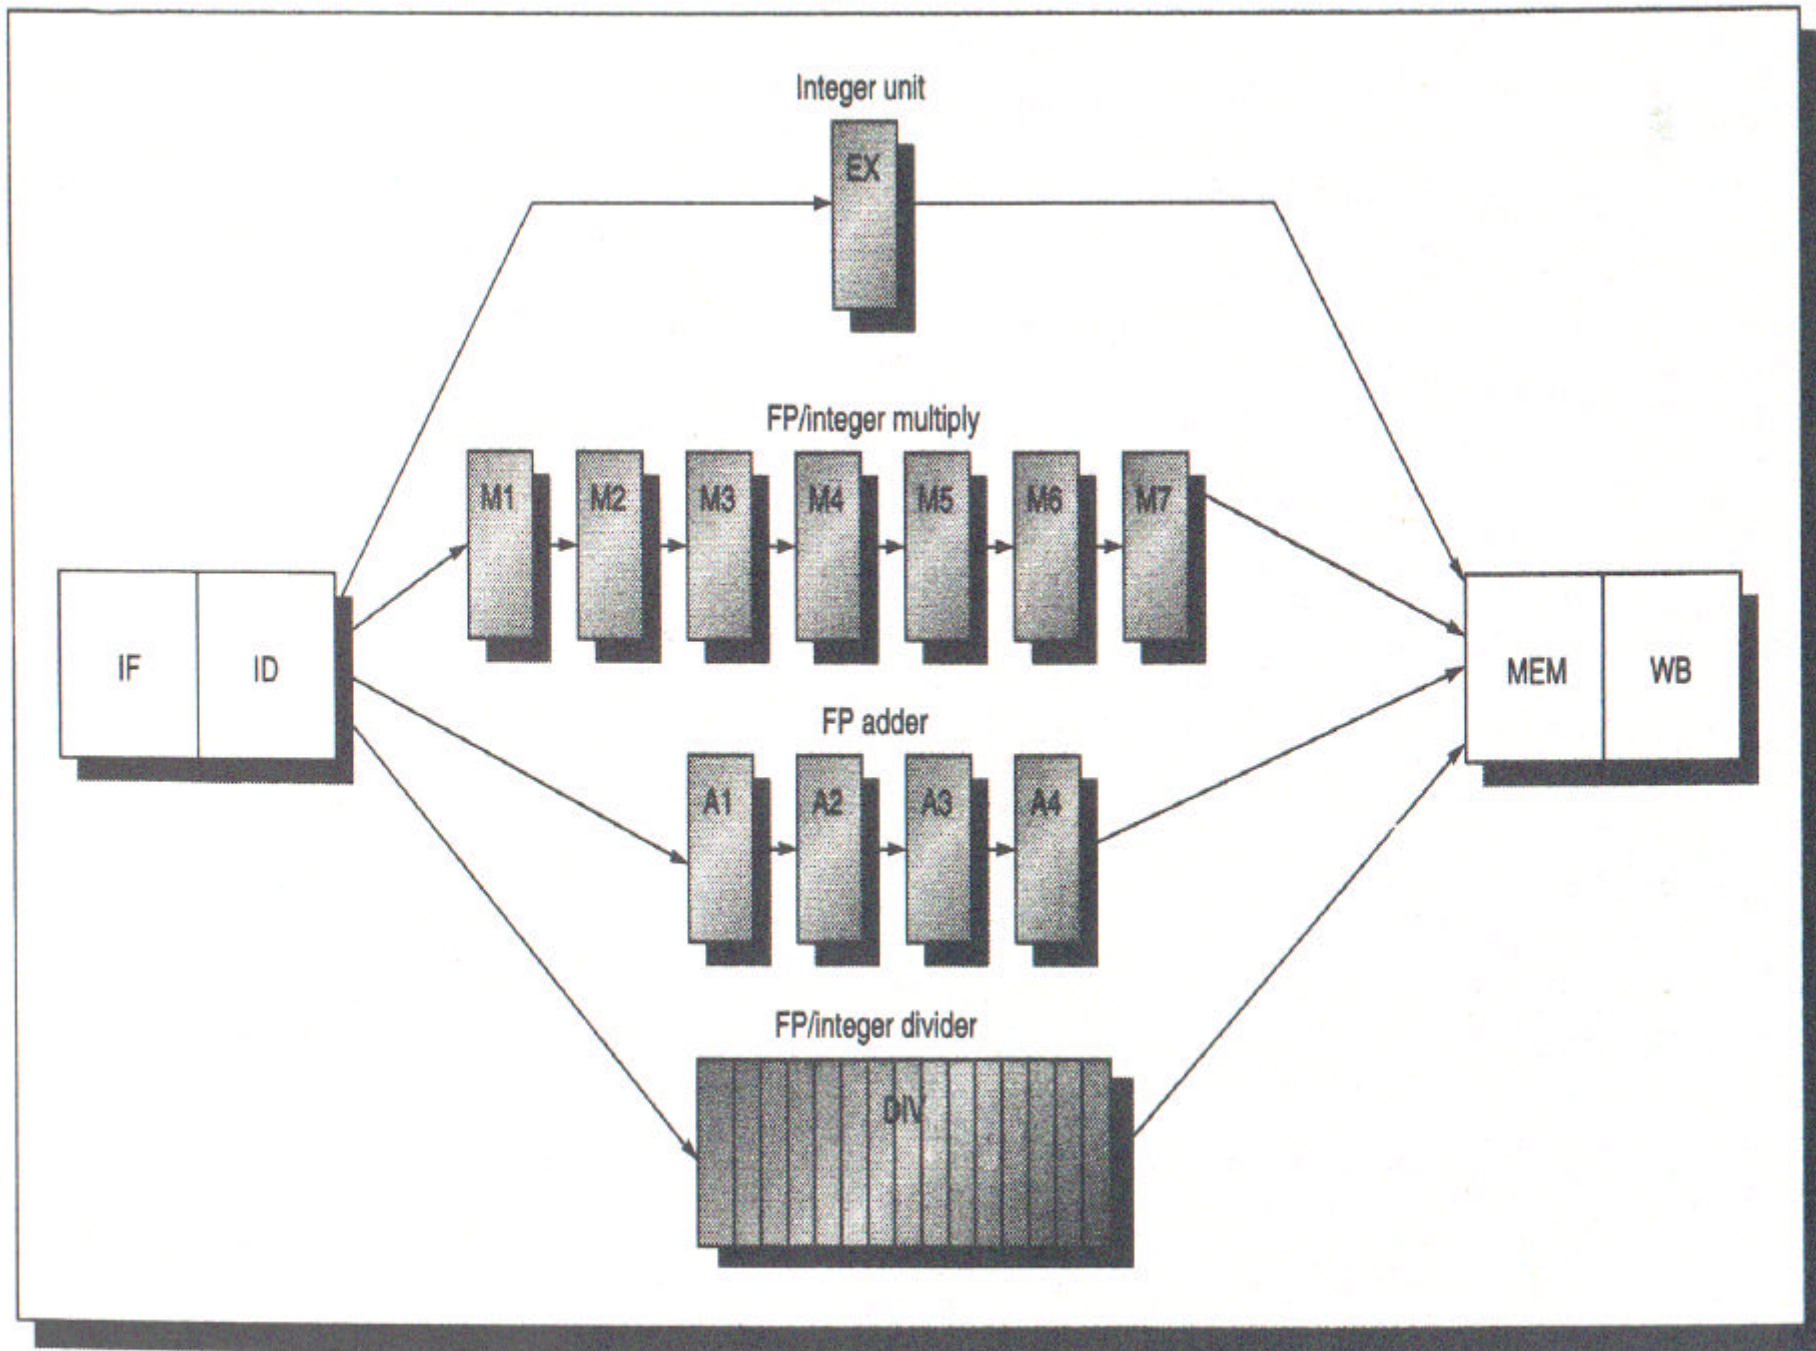 Integer unit
EX
FP/integer multiply
M1 M2 M3 M4 M5 M6 M7
IF ID
MEM WB
FP adder
A1 A2 A3 A4
FP/integer divider
DIV